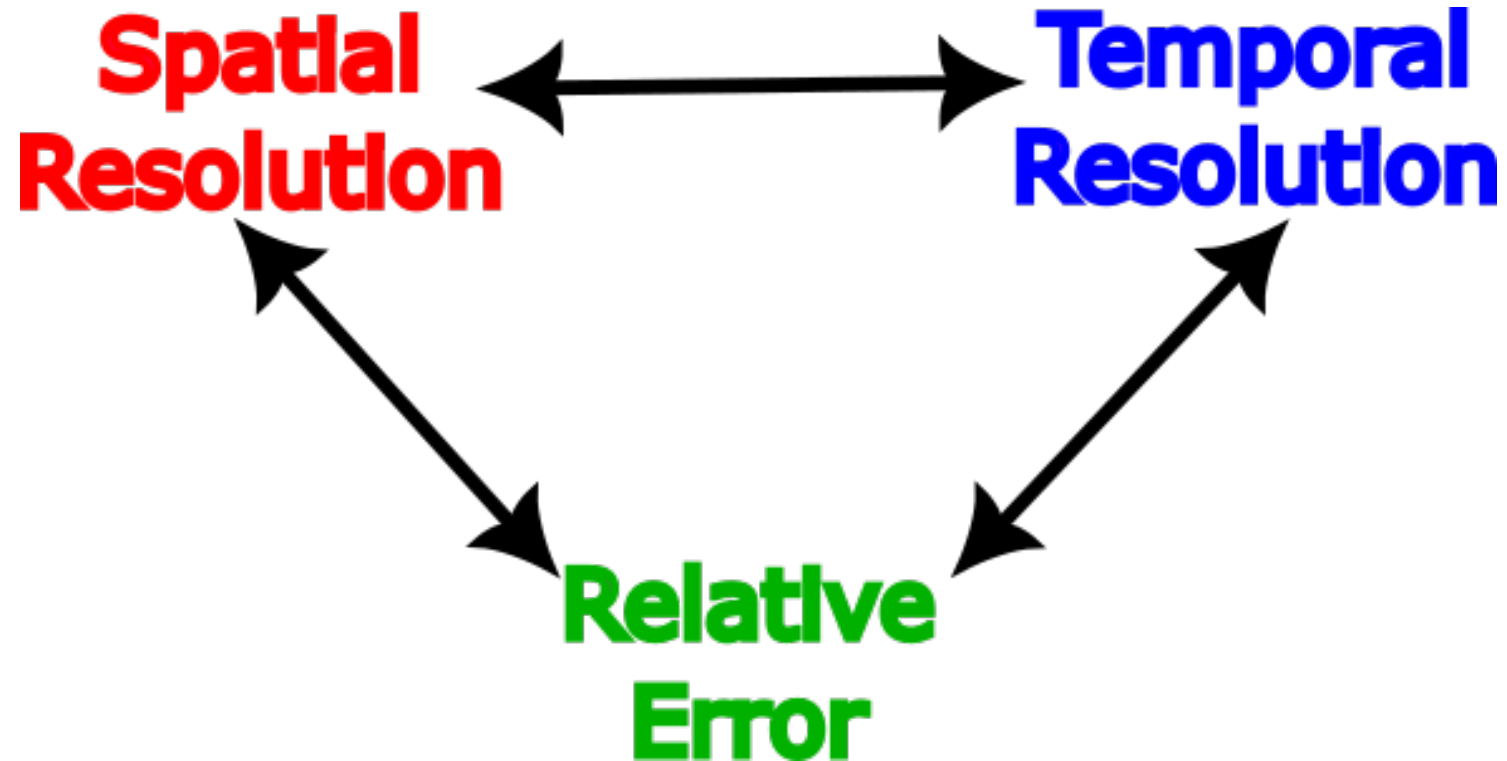 Spatial
Resolution
Temporal
Resolution
Relative
Error